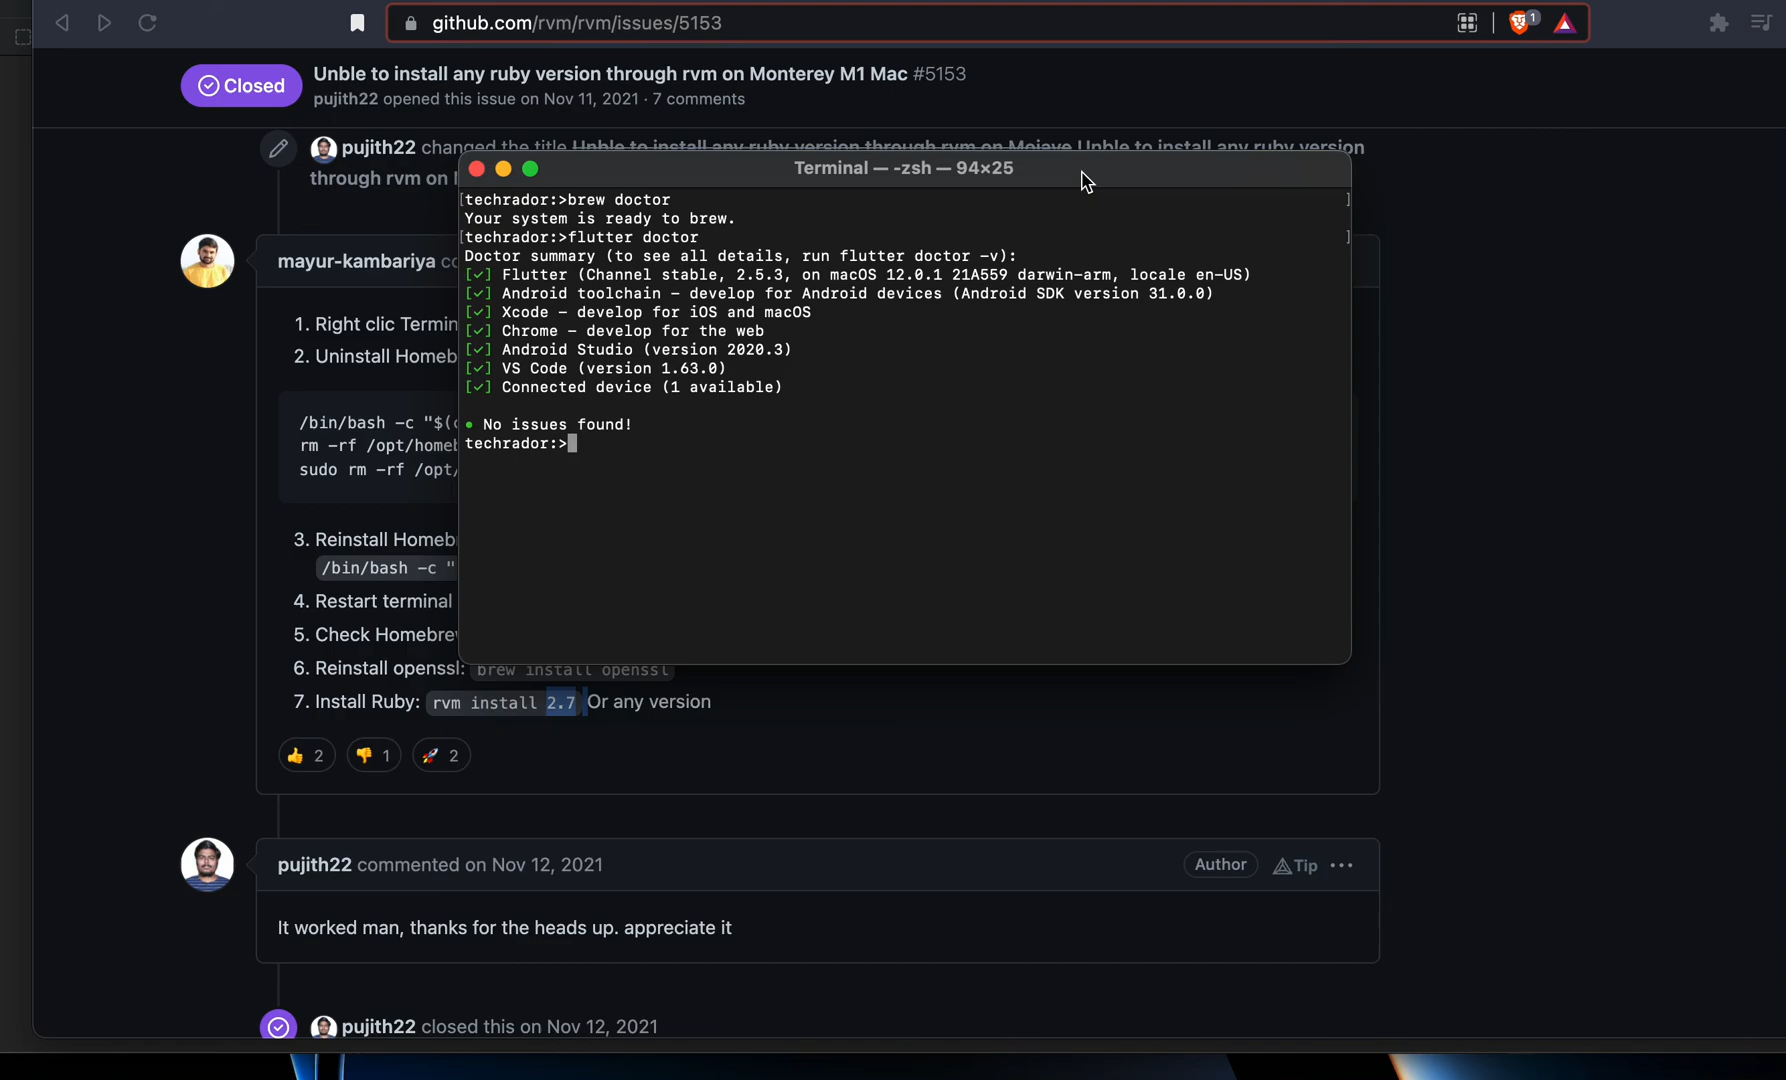 github.com/rvm/rvm/issues/5153
1
Closed
Unble to install any ruby version through rvm on Monterey M1 Mac #5153
pujith22 opened this issue on Nov 11, 2021 · 7 comments
pujith22 changed the title Unble to install any ruby version through rvm on Mojave Unble to install any ruby version
through rvm on
Terminal — -zsh — 94×25
[techrador:>brew doctor ]
Your system is ready to brew.
[techrador:>flutter doctor ]
Doctor summary (to see all details, run flutter doctor -v):
[✓] Flutter (Channel stable, 2.5.3, on macOS 12.0.1 21A559 darwin-arm, locale en-US)
[✓] Android toolchain - develop for Android devices (Android SDK version 31.0.0)
[✓] Xcode - develop for iOS and macOS
[✓] Chrome - develop for the web
[✓] Android Studio (version 2020.3)
[✓] VS Code (version 1.63.0)
[✓] Connected device (1 available)
• No issues found!
techrador:>
mayur-kambariya
1. Right clic Termin
2. Uninstall Homeb
/bin/bash -c "$(c
rm -rf /opt/homeb
sudo rm -rf /opt/
3. Reinstall Homeb
/bin/bash -c "
4. Restart terminal
5. Check Homebrew
6. Reinstall openssl: brew install openssl
7. Install Ruby: rvm install 2.7 Or any version
👍 2 👎 1 🚀 2
pujith22 commented on Nov 12, 2021
Author Tip ···
It worked man, thanks for the heads up. appreciate it
pujith22 closed this on Nov 12, 2021